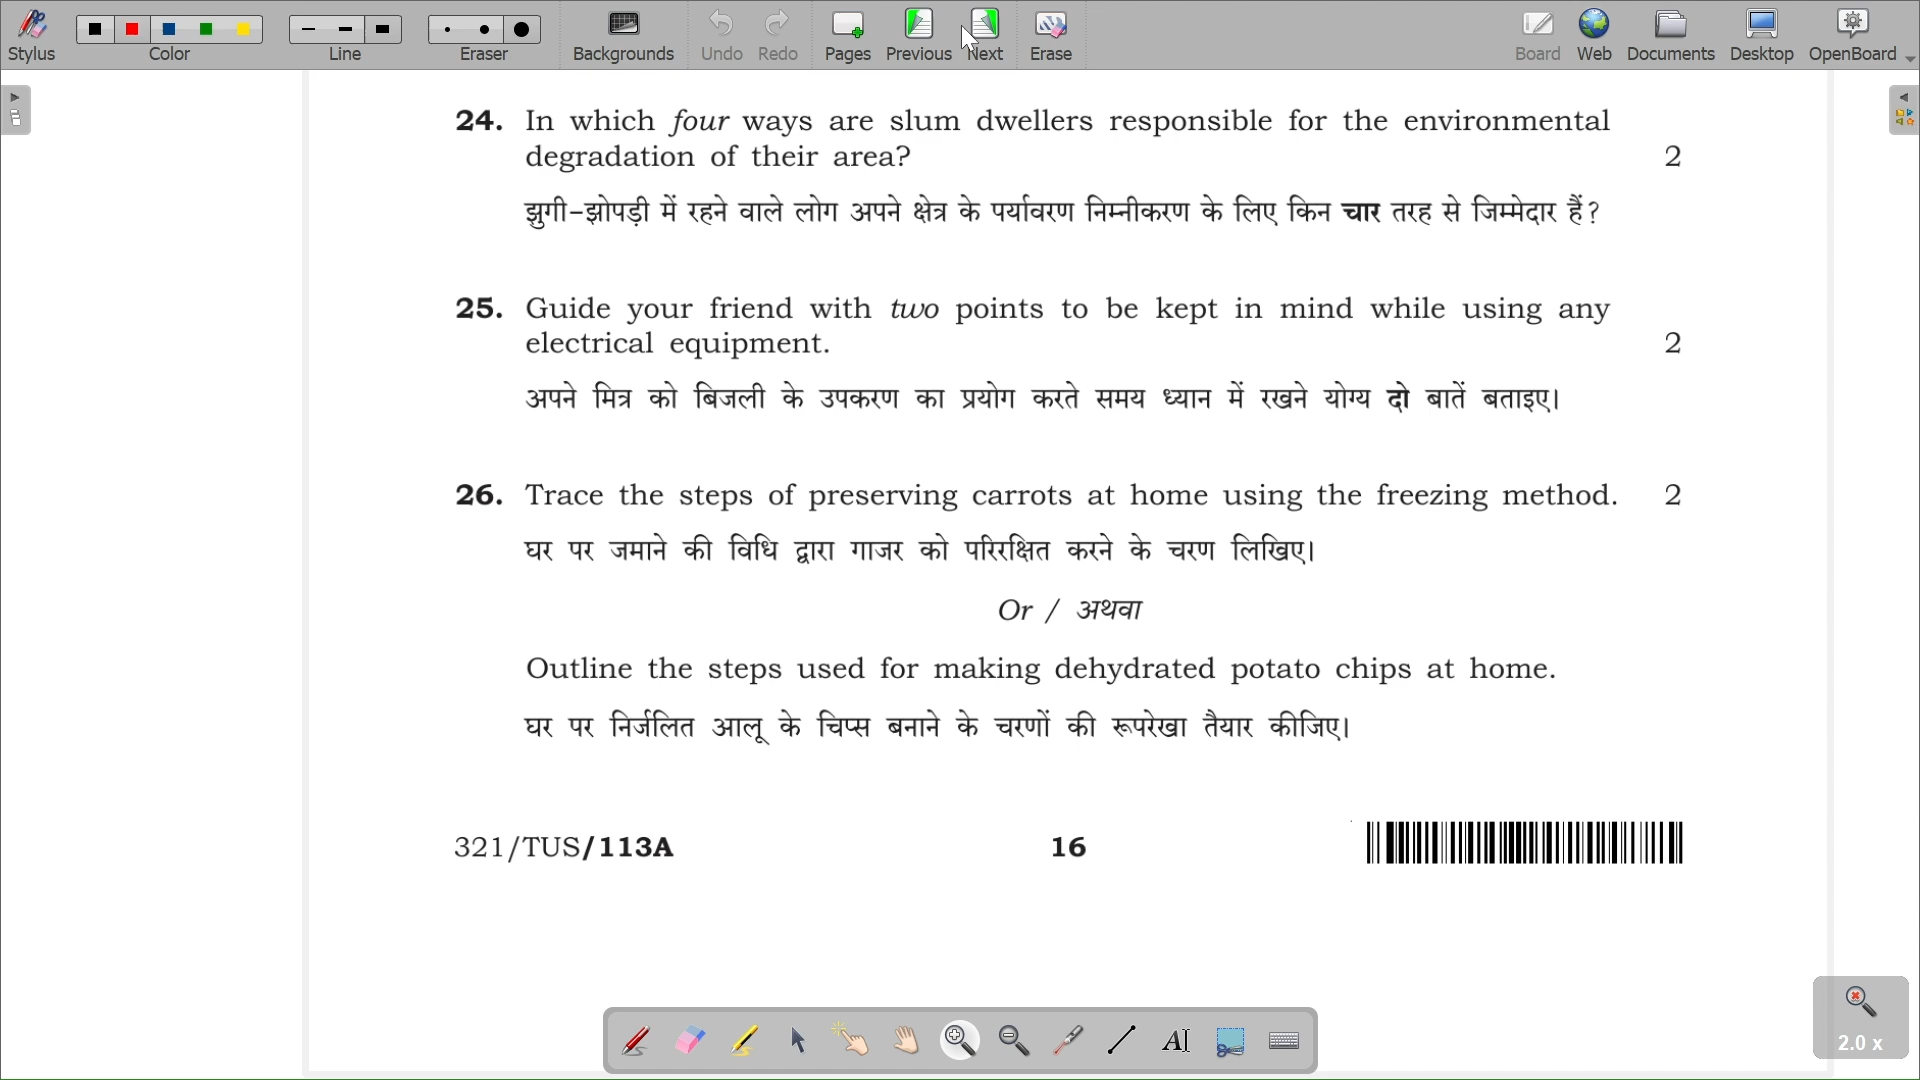 Stylus Color Line Eraser Backgrounds Undo Redo Pages Previous Next Erase Board Web Documents Desktop OpenBoard
24. In which four ways are slum dwellers responsible for the environmental
degradation of their area? 2
झुगी-झोपड़ी में रहने वाले लोग अपने क्षेत्र के पर्यावरण निम्नीकरण के लिए किन चार तरह से जिम्मेदार हैं?
25. Guide your friend with two points to be kept in mind while using any
electrical equipment. 2
अपने मित्र को बिजली के उपकरण का प्रयोग करते समय ध्यान में रखने योग्य दो बातें बताइए।
26. Trace the steps of preserving carrots at home using the freezing method. 2
घर पर जमाने की विधि द्वारा गाजर को परिरक्षित करने के चरण लिखिए।
Or / अथवा
Outline the steps used for making dehydrated potato chips at home.
घर पर निर्जलित आलू के चिप्स बनाने के चरणों की रूपरेखा तैयार कीजिए।
321/TUS/113A 16
2.0 x